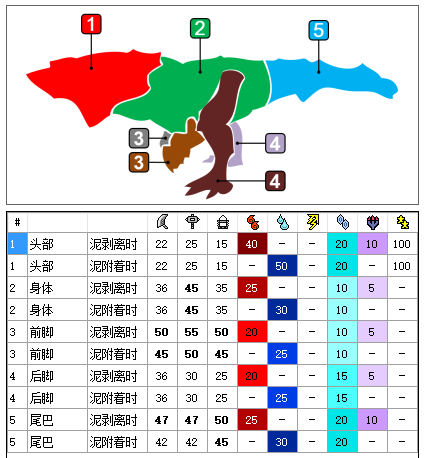 1
2
5
3
3
4
4
#
1 头部 泥剥离时 22 25 15 40 – – 20 10 100
1 头部 泥附着时 22 25 15 – 50 – 20 – 100
2 身体 泥剥离时 36 45 35 25 – – 10 5 –
2 身体 泥附着时 36 45 35 – 30 – 10 – –
3 前脚 泥剥离时 50 55 50 20 – – 10 5 –
3 前脚 泥附着时 45 50 45 – 25 – 10 – –
4 后脚 泥剥离时 36 30 25 20 – – 15 5 –
4 后脚 泥附着时 36 30 25 – 25 – 15 – –
5 尾巴 泥剥离时 47 47 50 25 – – 20 10 –
5 尾巴 泥附着时 42 42 45 – 30 – 20 – –